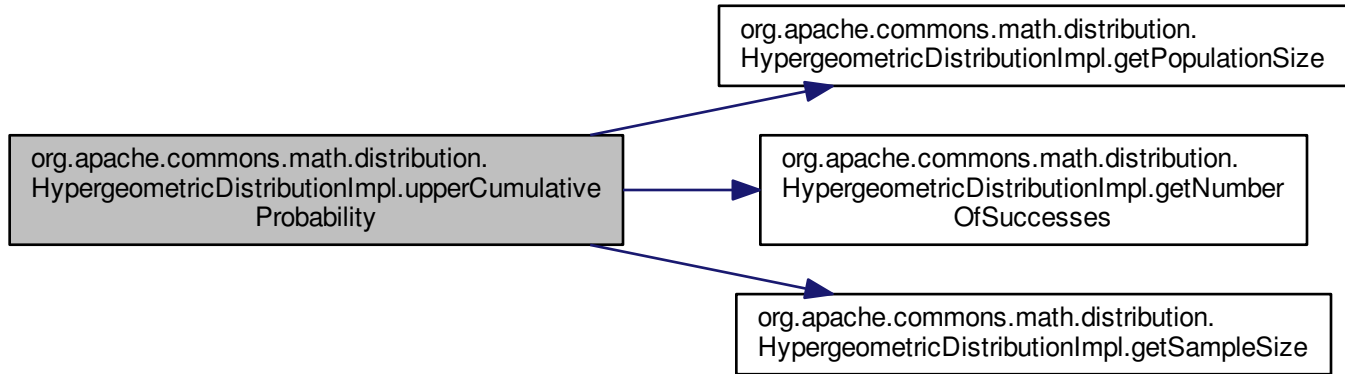 org.apache.commons.math.distribution.
HypergeometricDistributionImpl.getPopulationSize
org.apache.commons.math.distribution.
HypergeometricDistributionImpl.upperCumulative
Probability
org.apache.commons.math.distribution.
HypergeometricDistributionImpl.getNumber
OfSuccesses
org.apache.commons.math.distribution.
HypergeometricDistributionImpl.getSampleSize